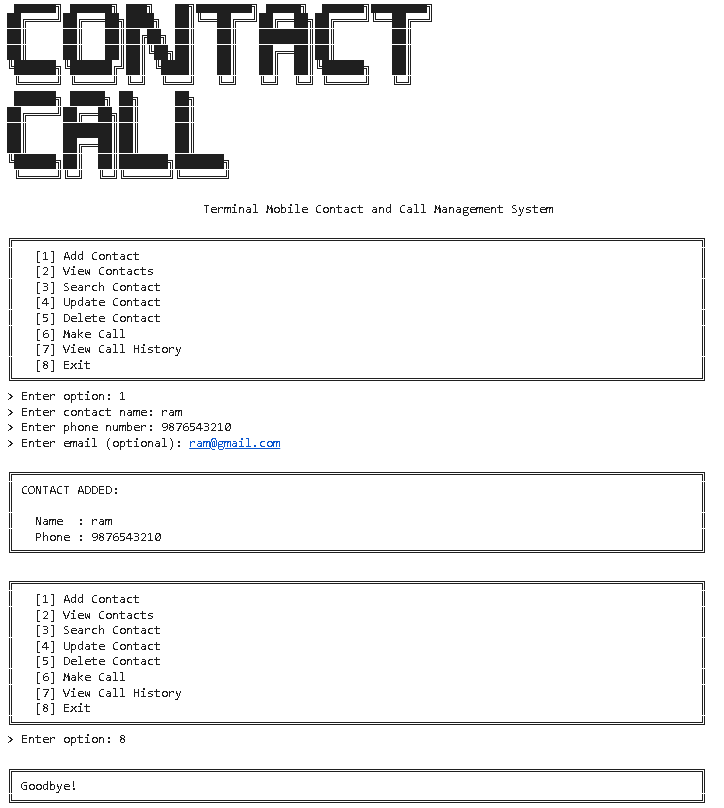 CONTACT
CALL
Terminal Mobile Contact and Call Management System
[1] Add Contact
[2] View Contacts
[3] Search Contact
[4] Update Contact
[5] Delete Contact
[6] Make Call
[7] View Call History
[8] Exit
> Enter option: 1
> Enter contact name: ram
> Enter phone number: 9876543210
> Enter email (optional): ram@gmail.com
CONTACT ADDED:
Name  : ram
Phone : 9876543210
[1] Add Contact
[2] View Contacts
[3] Search Contact
[4] Update Contact
[5] Delete Contact
[6] Make Call
[7] View Call History
[8] Exit
> Enter option: 8
Goodbye!